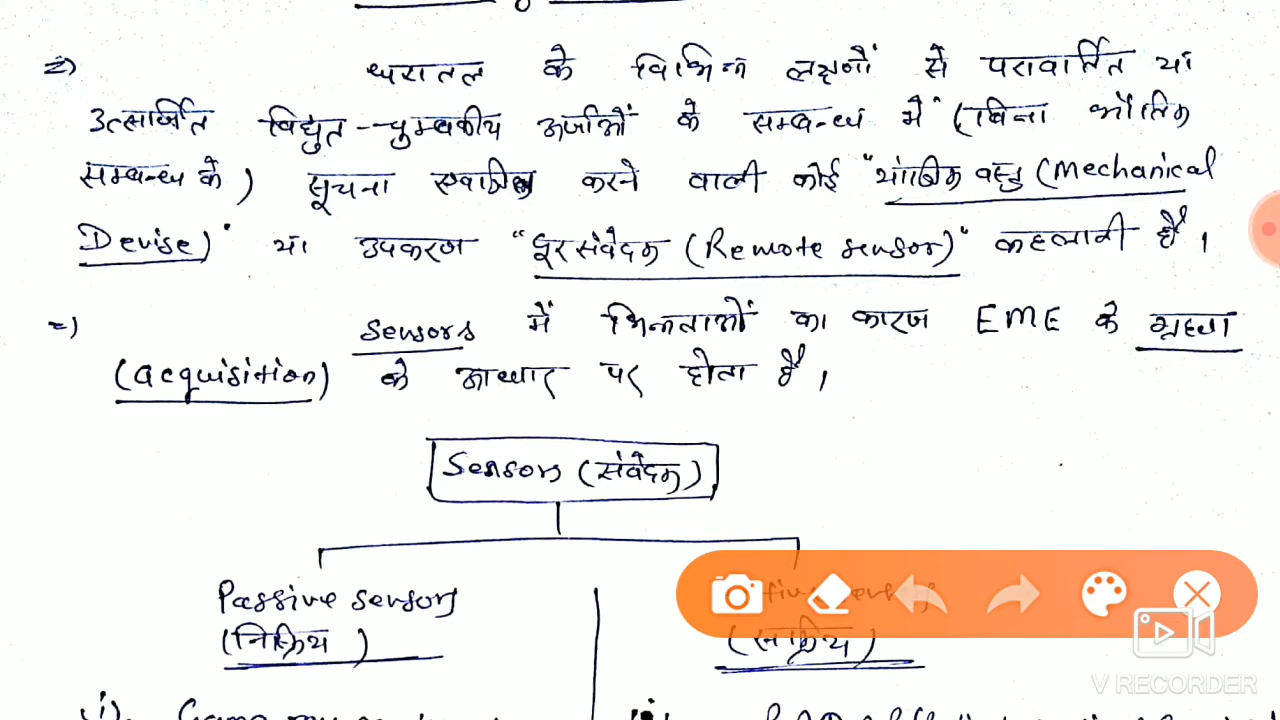 =) धरातल के विभिन्न लक्षणों से परावर्तित या
उत्सर्जित विद्युत-चुम्बकीय ऊर्जाओं के सम्बन्ध में (बिना भौतिक
सम्बन्ध के) सूचना करने वाली कोई "यांत्रिक वस्तु (Mechanical
Devise)" या उपकरण "दूरसंवेदक (Remote sensor)" कहलाती है।
=) Sensors में भिन्नताओं का कारण EME के ग्रहण
(acquisition) के आधार पर होता है।
Sensors (संवेदक)
Passive sensors
(निष्क्रिय)
(सक्रिय)
V RECORDER
(i).